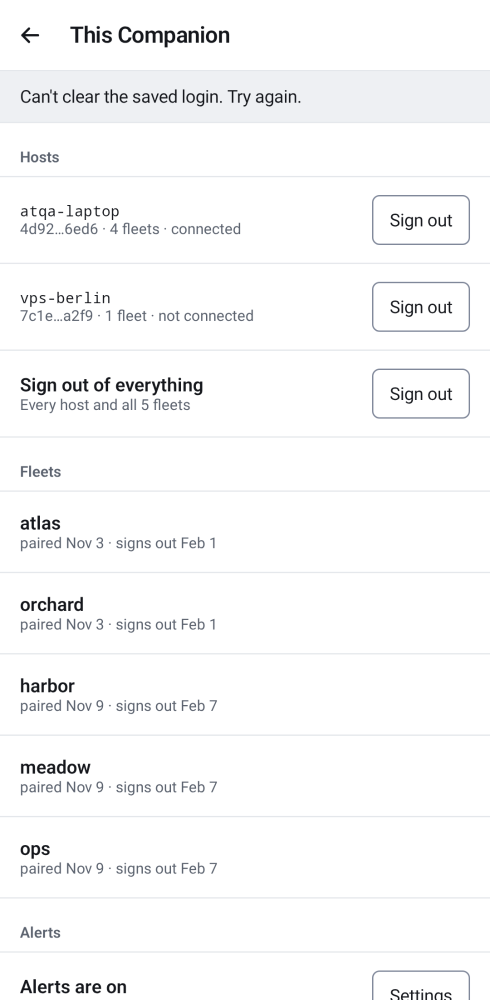 This Companion
Can't clear the saved login. Try again.
Hosts
atqa-laptop
4d92…6ed6 · 4 fleets · connected
Sign out
vps-berlin
7c1e…a2f9 · 1 fleet · not connected
Sign out
Sign out of everything
Every host and all 5 fleets
Sign out
Fleets
atlas
paired Nov 3 · signs out Feb 1
orchard
paired Nov 3 · signs out Feb 1
harbor
paired Nov 9 · signs out Feb 7
meadow
paired Nov 9 · signs out Feb 7
ops
paired Nov 9 · signs out Feb 7
Alerts
Alerts are on
Settings